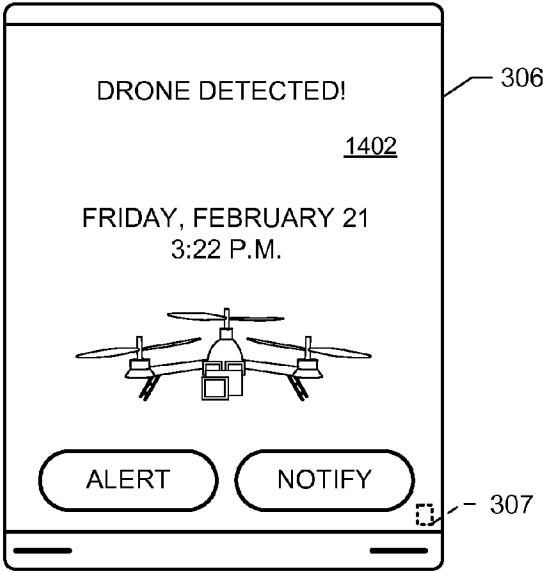 DRONE DETECTED!
306
1402
FRIDAY, FEBRUARY 21
3:22 P.M.
ALERT
NOTIFY
307